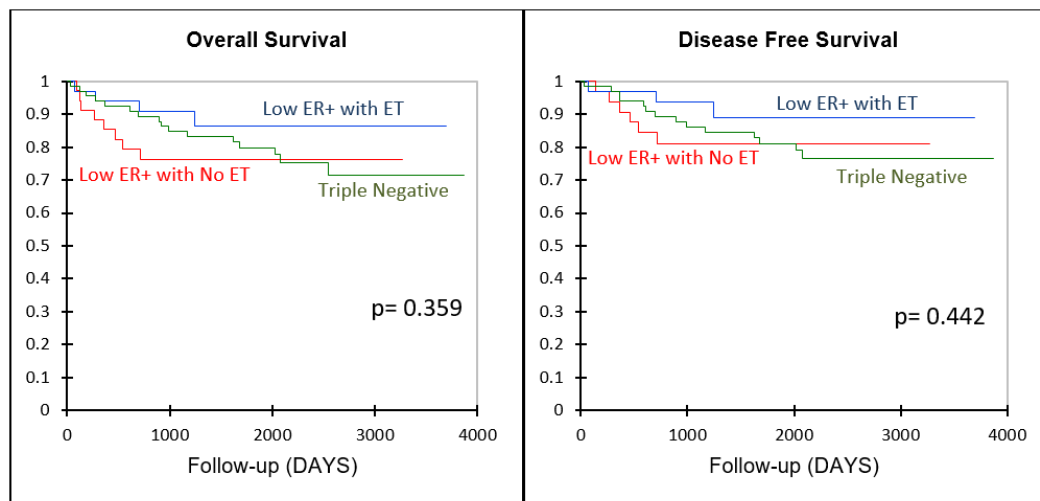 Overall Survival
1
0.9
0.8
0.7
0.6
0.5
0.4
0.3
0.2
0.1
0
Low ER+ with ET
Low ER+ with No ET
Triple Negative
p= 0.359
0 1000 2000 3000 4000
Follow-up (DAYS)
Disease Free Survival
1
0.9
0.8
0.7
0.6
0.5
0.4
0.3
0.2
0.1
0
Low ER+ with ET
Low ER+ with No ET
Triple Negative
p= 0.442
0 1000 2000 3000 4000
Follow-up (DAYS)